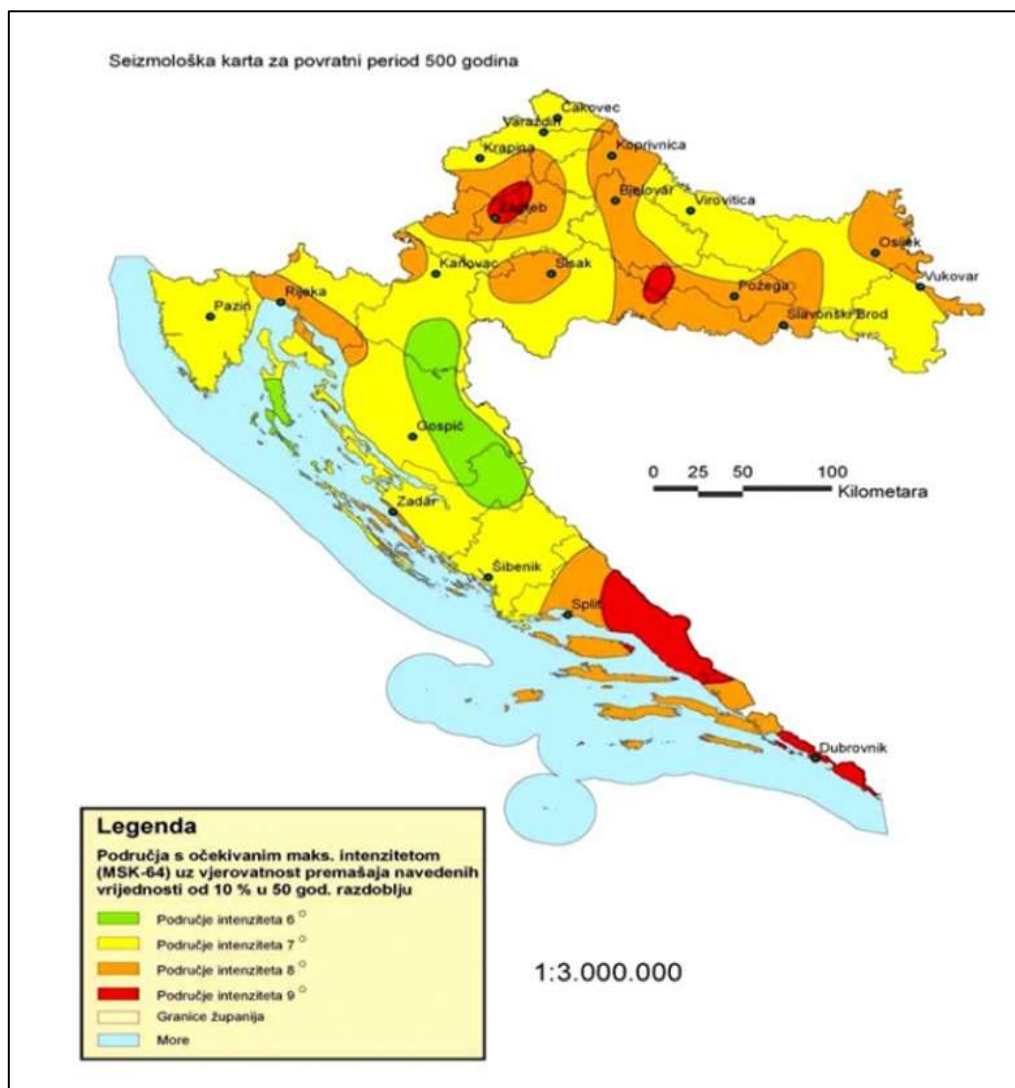 Seizmološka karta za povratni period 500 godina
Čakovec
Varaždin
Krapina
Koprivnica
Bjelovar
Virovitica
Zagreb
Osijek
Karlovac
Sisak
Vukovar
Požega
Rijeka
Pazin
Slavonski Brod
Gospić
0 25 50 100
Kilometara
Zadar
Šibenik
Split
Dubrovnik
Legenda
Područja s očekivanim maks. intenzitetom
(MSK-64) uz vjerovatnost premašaja navedenih
vrijednosti od 10 % u 50 god. razdoblju
Područje intenziteta 6 °
Područje intenziteta 7 °
Područje intenziteta 8 °
Područje intenziteta 9 °
Granice županija
More
1:3.000.000